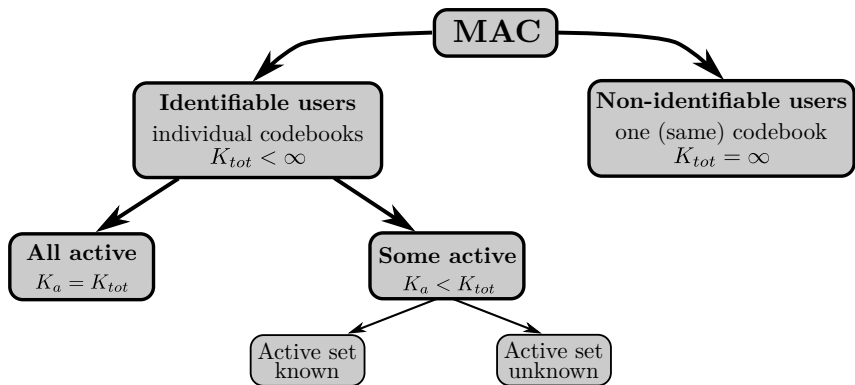 MAC
Identifiable users
individual codebooks
K_{tot} < ∞
Non-identifiable users
one (same) codebook
K_{tot} = ∞
All active
K_a = K_{tot}
Some active
K_a < K_{tot}
Active set
known
Active set
unknown